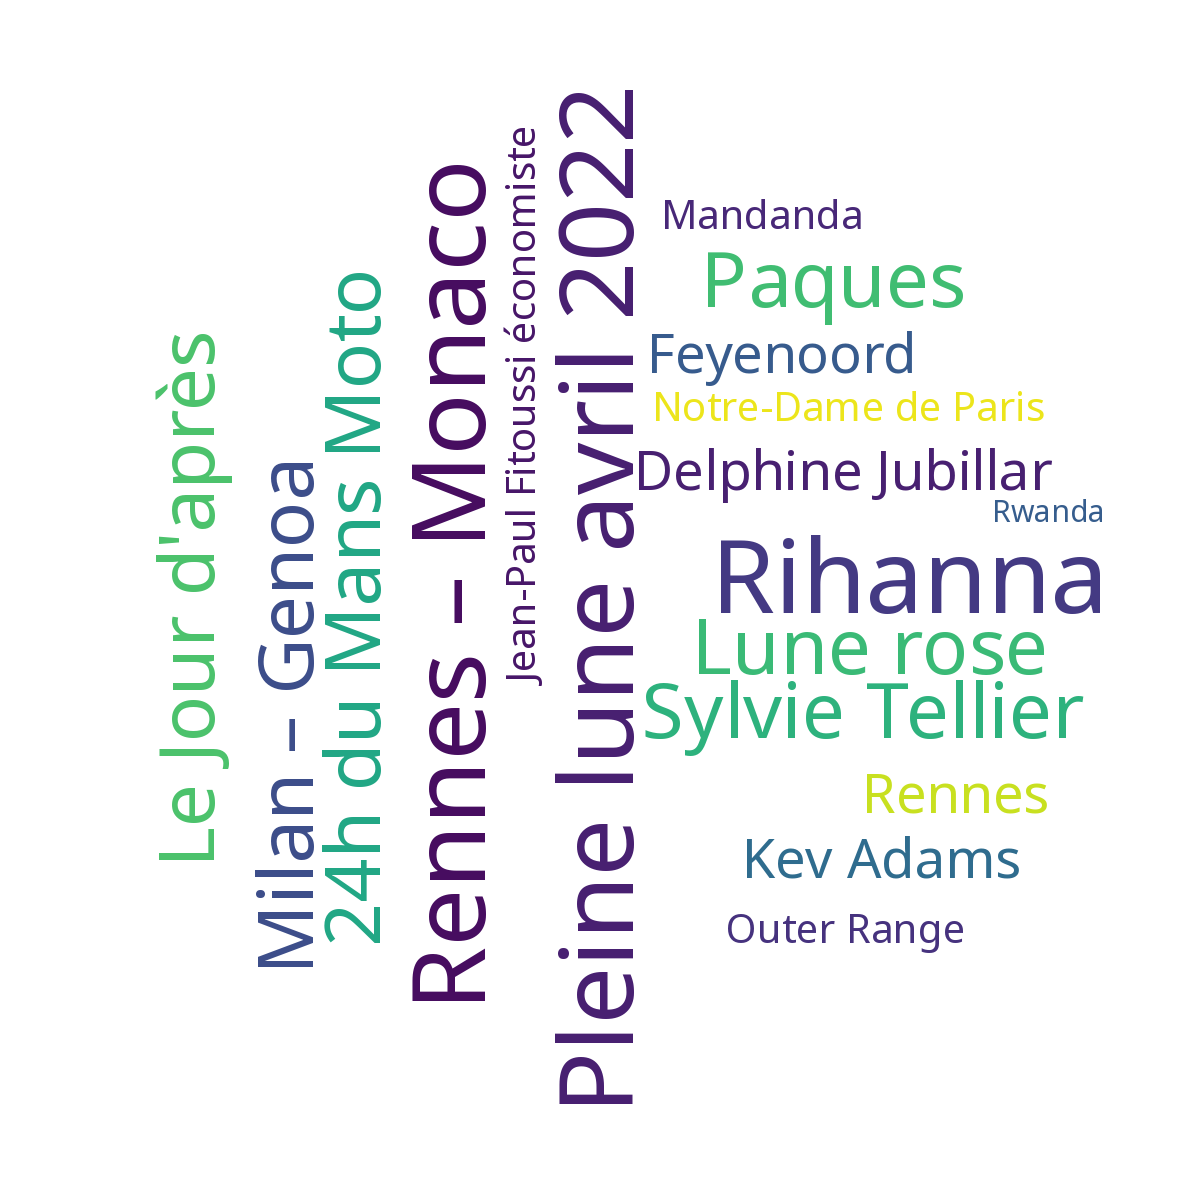 Le Jour d'après
Milan – Genoa
24h du Mans Moto
Rennes – Monaco
Jean-Paul Fitoussi économiste
Pleine lune avril 2022
Mandanda
Paques
Feyenoord
Notre-Dame de Paris
Delphine Jubillar
Rwanda
Rihanna
Lune rose
Sylvie Tellier
Rennes
Kev Adams
Outer Range